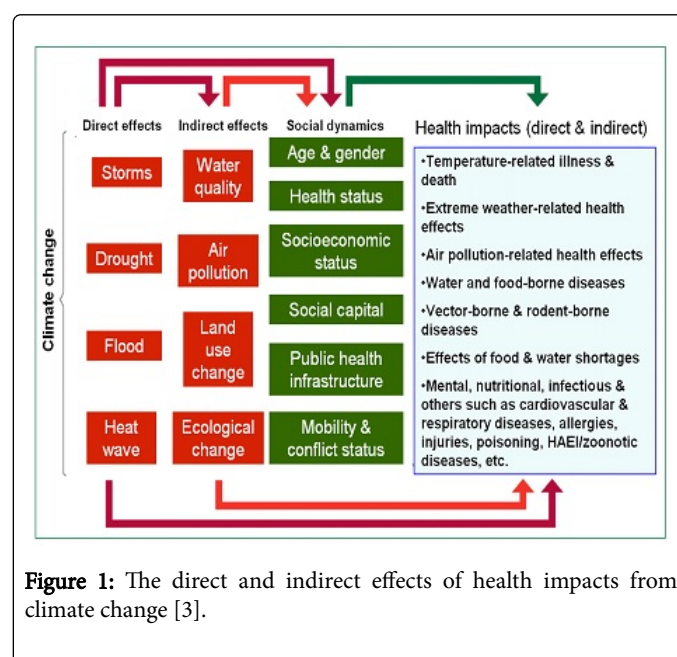 Climate change
Direct effects
Storms
Drought
Flood
Heat
wave
Indirect effects
Water
quality
Air
pollution
Land
use
change
Ecological
change
Social dynamics
Age & gender
Health status
Socioeconomic
status
Social capital
Public health
infrastructure
Mobility &
conflict status
Health impacts (direct & indirect)
•Temperature-related illness &
death
•Extreme weather-related health
effects
•Air pollution-related health effects
•Water and food-borne diseases
•Vector-borne & rodent-borne
diseases
•Effects of food & water shortages
•Mental, nutritional, infectious &
others such as cardiovascular &
respiratory diseases, allergies,
injuries, poisoning, HAEI/zoonotic
diseases, etc.
Figure 1: The direct and indirect effects of health impacts from
climate change [3].